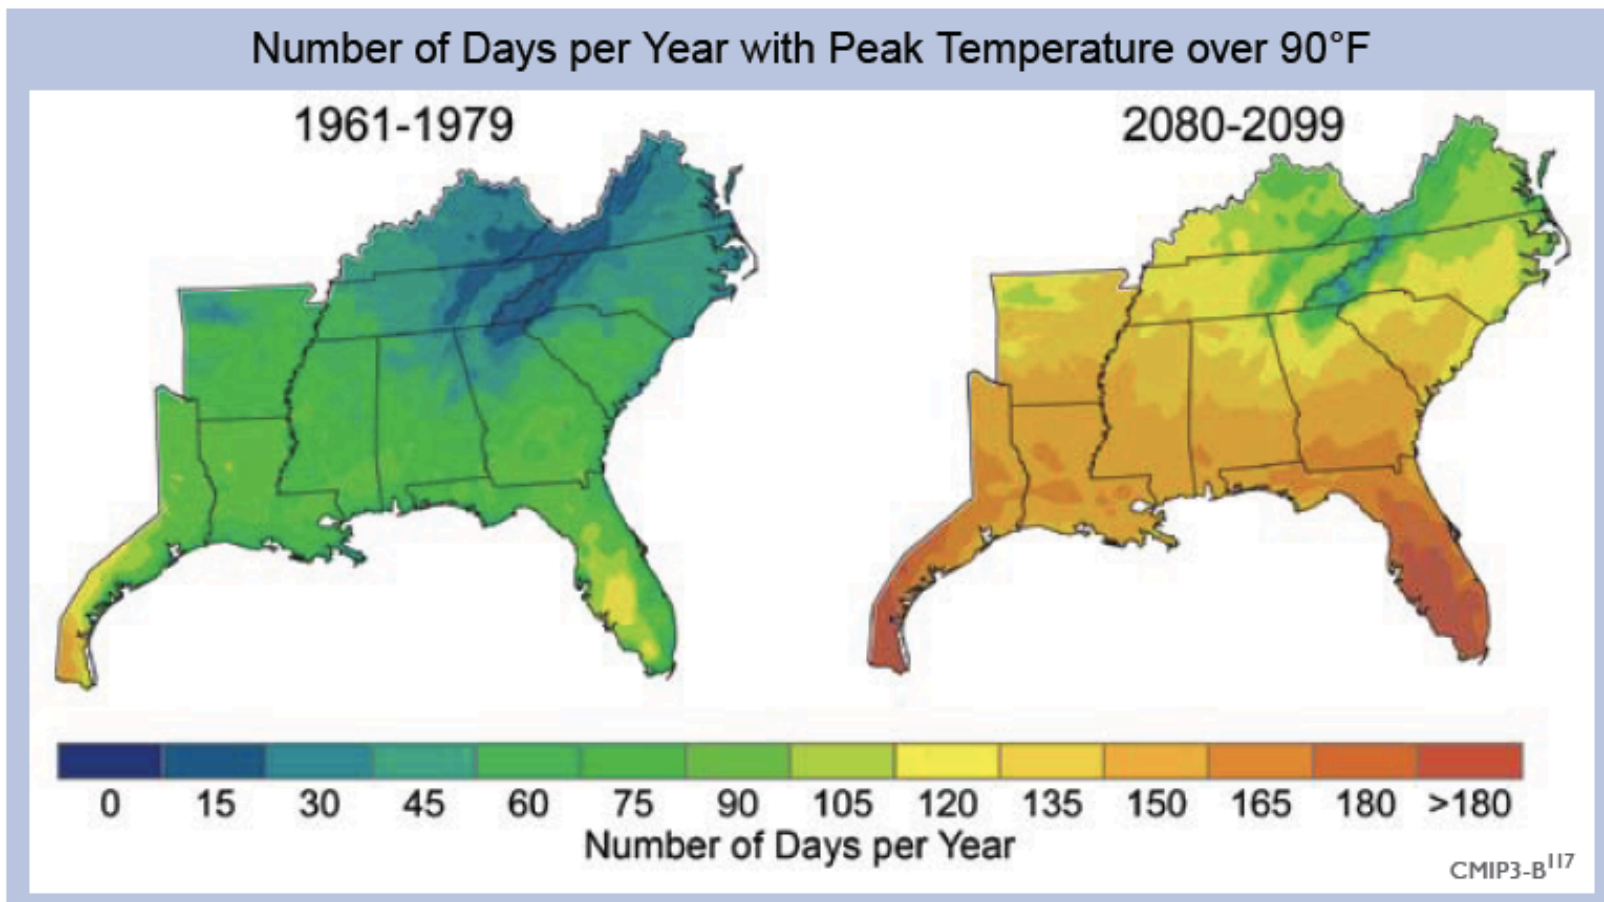 Number of Days per Year with Peak Temperature over 90°F
1961-1979 2080-2099
0 15 30 45 60 75 90 105 120 135 150 165 180 >180
Number of Days per Year
CMIP3-B117